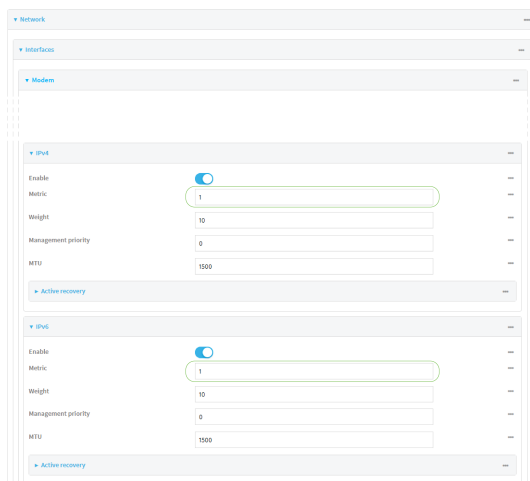 ▼ Network
▼ Interfaces
▼ Modem
▼ IPv4
Enable
Metric 1
Weight 10
Management priority 0
MTU 1500
► Active recovery
▼ IPv6
Enable
Metric 1
Weight 10
Management priority 0
MTU 1500
► Active recovery